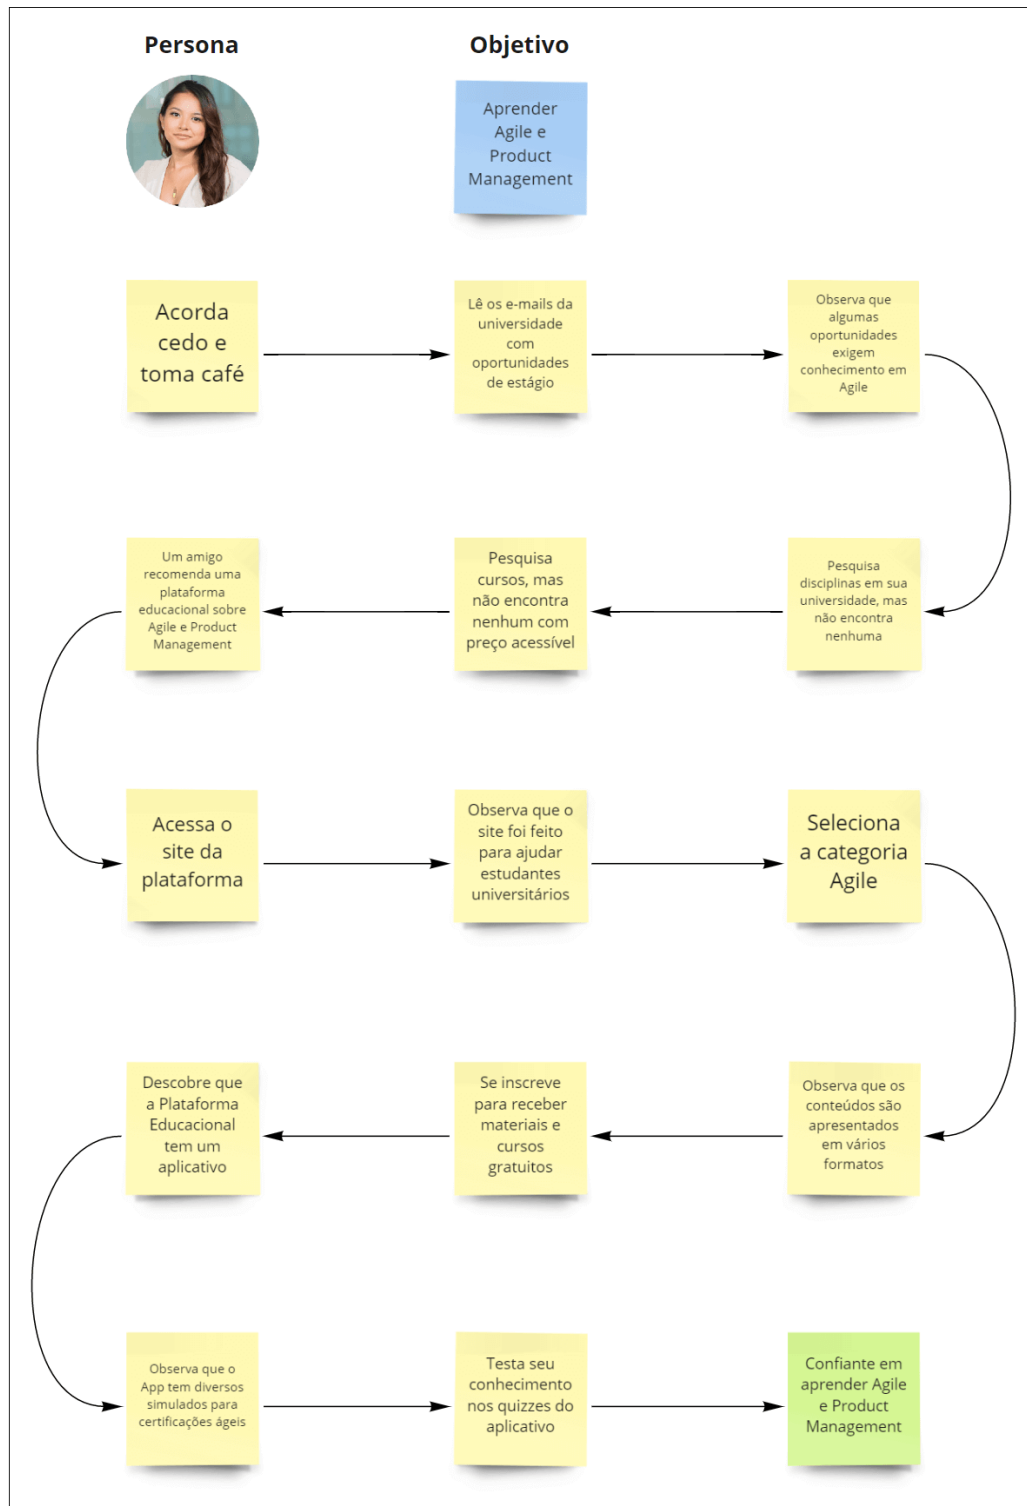 Persona
Objetivo
Aprender
Agile e
Product
Management
Acorda
cedo e
toma café
Lê os e-mails da
universidade
com
oportunidades
de estágio
Observa que
algumas
oportunidades
exigem
conhecimento em
Agile
Pesquisa
disciplinas em sua
universidade, mas
não encontra
nenhuma
Pesquisa
cursos, mas
não encontra
nenhum com
preço acessível
Um amigo
recomenda uma
plataforma
educacional sobre
Agile e Product
Management
Acessa o
site da
plataforma
Observa que o
site foi feito
para ajudar
estudantes
universitários
Seleciona
a categoria
Agile
Observa que os
conteúdos são
apresentados
em vários
formatos
Se inscreve
para receber
materiais e
cursos
gratuitos
Descobre que
a Plataforma
Educacional
tem um
aplicativo
Observa que o
App tem diversos
simulados para
certificações ágeis
Testa seu
conhecimento
nos quizzes do
aplicativo
Confiante em
aprender Agile
e Product
Management